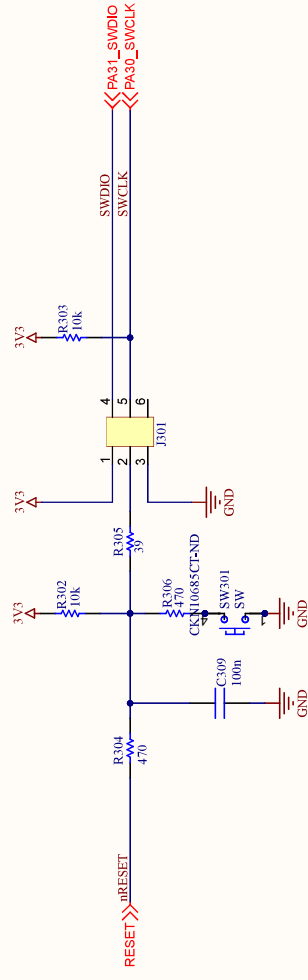 RESET
nRESET
R304
470
C309
100n
GND
3V3
R302
10k
R306
470
CKN10685CT-ND
SW301
SW
GND
R305
39
3V3
GND
1
2
3
4
5
6
J301
3V3
R303
10k
SWDIO
SWCLK
PA31_SWDIO
PA30_SWCLK